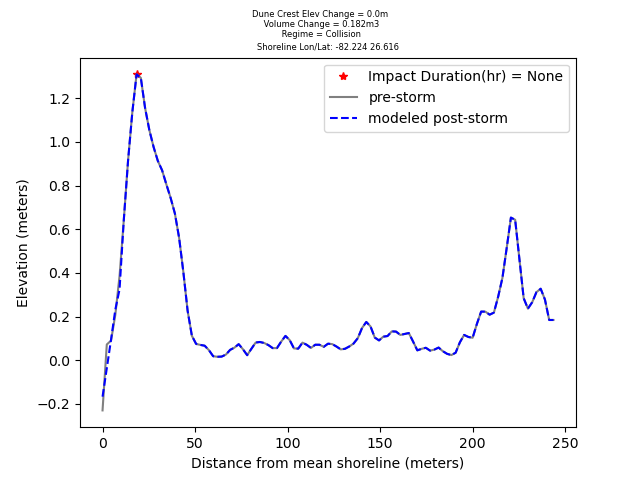 Dune Crest Elev Change = 0.0m
Volume Change = 0.182m3
Regime = Collision
Shoreline Lon/Lat: -82.224 26.616
Impact Duration(hr) = None
pre-storm
modeled post-storm
Elevation (meters)
1.2
1.0
0.8
0.6
0.4
0.2
0.0
−0.2
0 50 100 150 200 250
Distance from mean shoreline (meters)